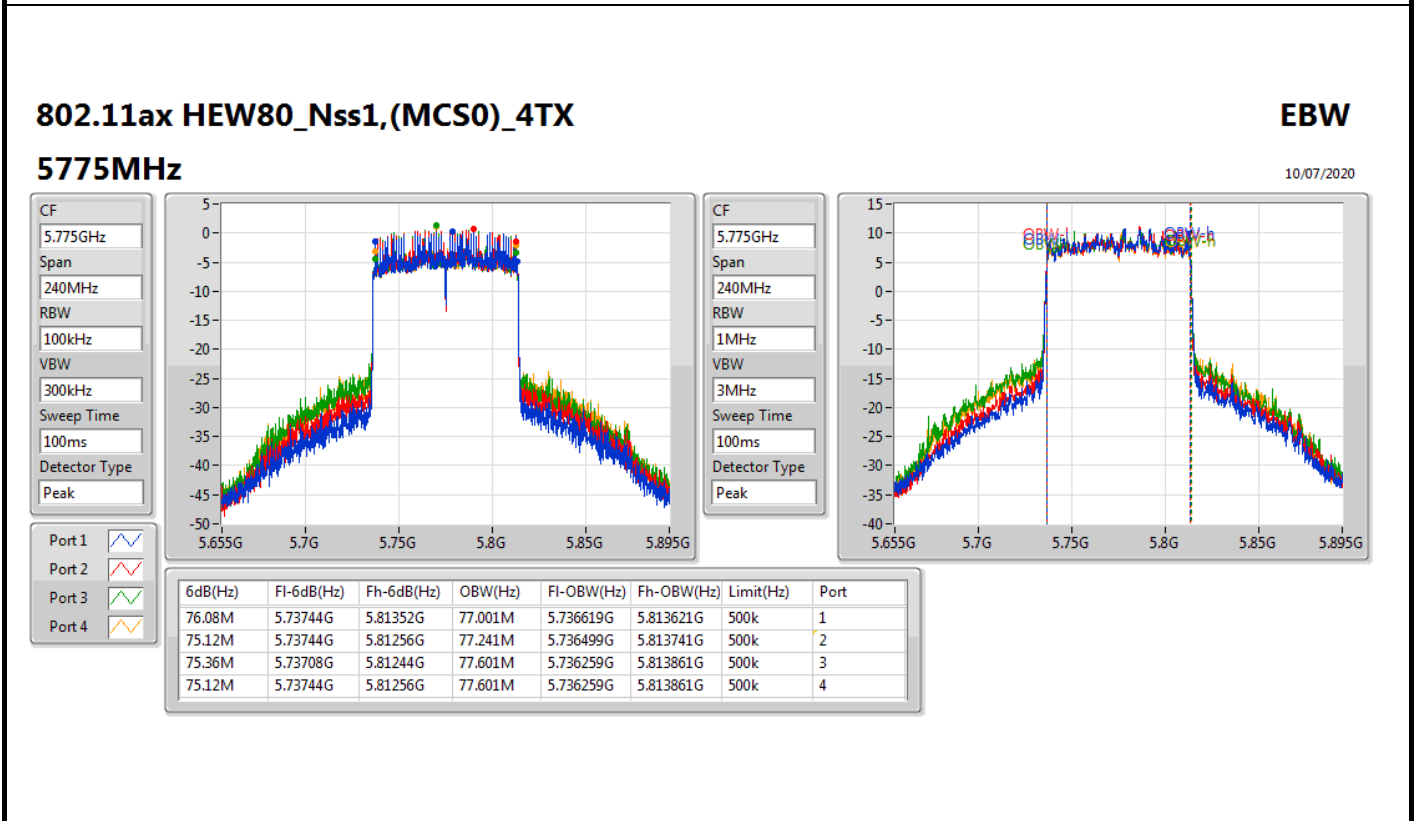 802.11ax HEW80_Nss1,(MCS0)_4TX EBW
5775MHz 10/07/2020
CF
5.775GHz
Span
240MHz
RBW
100kHz
VBW
300kHz
Sweep Time
100ms
Detector Type
Peak
5
0
-5
-10
-15
-20
-25
-30
-35
-40
-45
-50
5.655G 5.7G 5.75G 5.8G 5.85G 5.895G
CF
5.775GHz
Span
240MHz
RBW
1MHz
VBW
3MHz
Sweep Time
100ms
Detector Type
Peak
15
10
5
0
-5
-10
-15
-20
-25
-30
-35
-40
5.655G 5.7G 5.75G 5.8G 5.85G 5.895G
Port 1
Port 2
Port 3
Port 4
6dB(Hz) Fl-6dB(Hz) Fh-6dB(Hz) OBW(Hz) Fl-OBW(Hz) Fh-OBW(Hz) Limit(Hz) Port
76.08M 5.73744G 5.81352G 77.001M 5.736619G 5.813621G 500k 1
75.12M 5.73744G 5.81256G 77.241M 5.736499G 5.813741G 500k 2
75.36M 5.73708G 5.81244G 77.601M 5.736259G 5.813861G 500k 3
75.12M 5.73744G 5.81256G 77.601M 5.736259G 5.813861G 500k 4